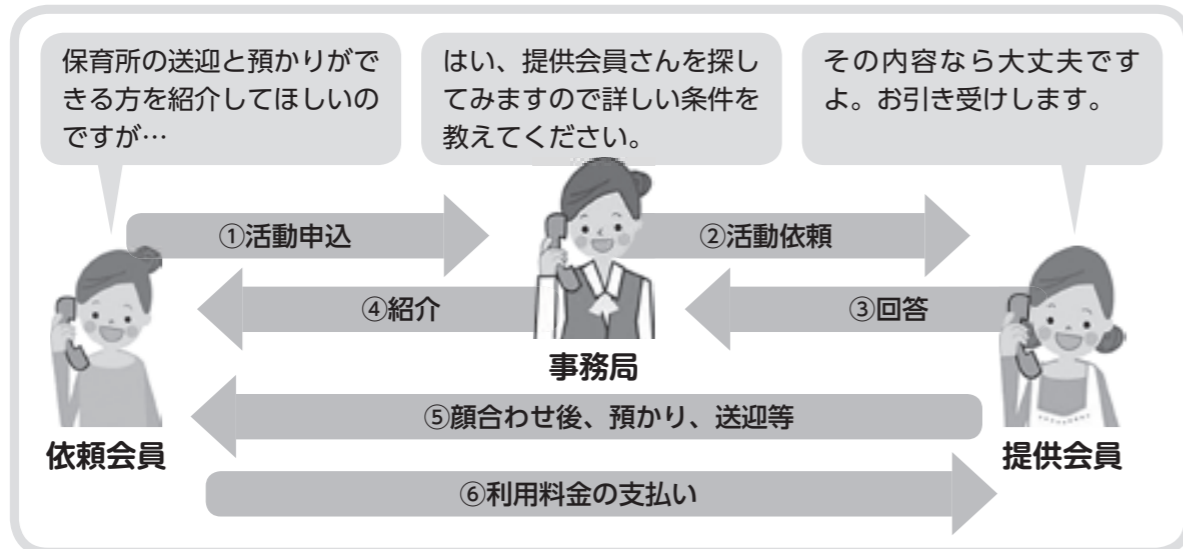 保育所の送迎と預かりがで
きる方を紹介してほしいの
ですが…
はい、提供会員さんを探し
てみますので詳しい条件を
教えてください。
その内容なら大丈夫です
よ。お引き受けします。
①活動申込
②活動依頼
④紹介
③回答
事務局
⑤顔合わせ後、預かり、送迎等
依頼会員
提供会員
⑥利用料金の支払い